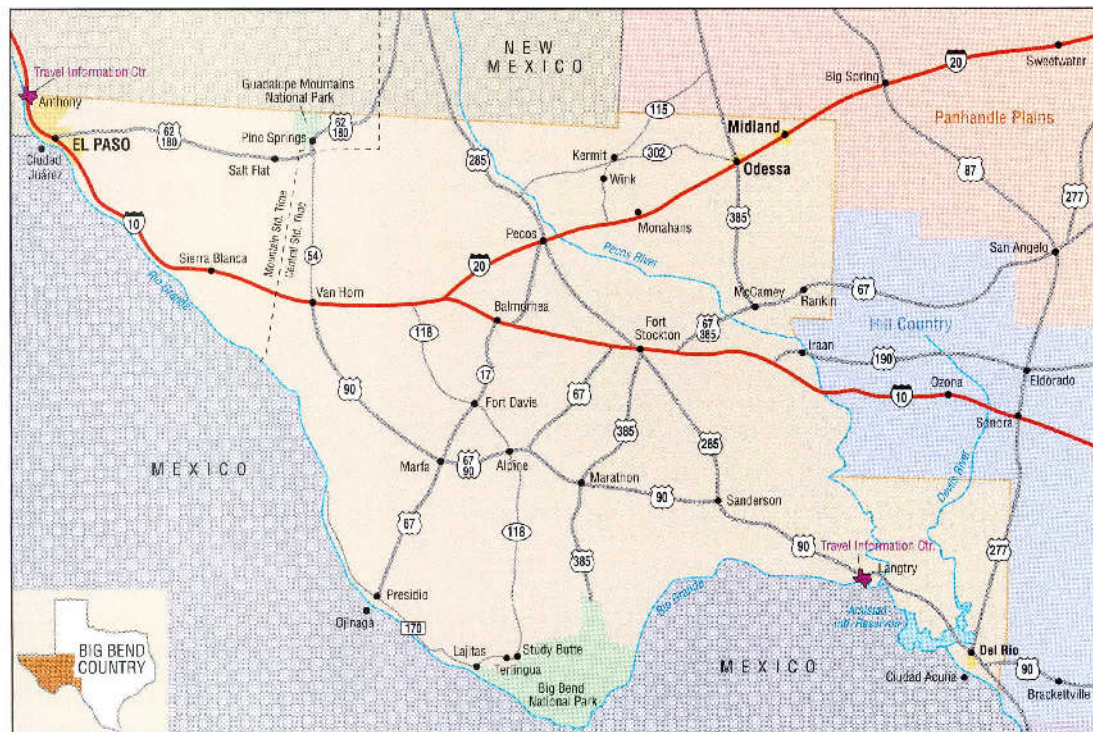 NEW
MEXICO
Travel Information Ctr.
Anthony
EL PASO
Ciudad
Juárez
62
180
Guadalupe Mountains
National Park
Pine Springs
62
180
Salt Flat
285
115
Kermit
302
Wink
Midland
Odessa
Monahans
385
Big Spring
20
Sweetwater
Panhandle Plains
87
277
San Angelo
10
Sierra Blanca
Rio Grande
Mountain Std. Time
Central Std. Time
54
Van Horn
20
Pecos
Pecos River
Balmorhea
118
McCamey
Rankin
67
67
385
Fort
Stockton
Iraan
Hill Country
190
Eldorado
10
Ozona
Sonora
Devils River
90
17
Fort Davis
67
385
285
MEXICO
Marfa
67
90
Alpine
Marathon
90
Sanderson
67
118
385
90
Travel Information Ctr.
Langtry
277
Rio Grande
Amistad
Intl. Reservoir
Presidio
Ojinaga
170
Lajitas
Terlingua
Study Butte
Big Bend
National Park
MEXICO
Del Rio
Ciudad Acuña
90
Brackettville
BIG BEND
COUNTRY